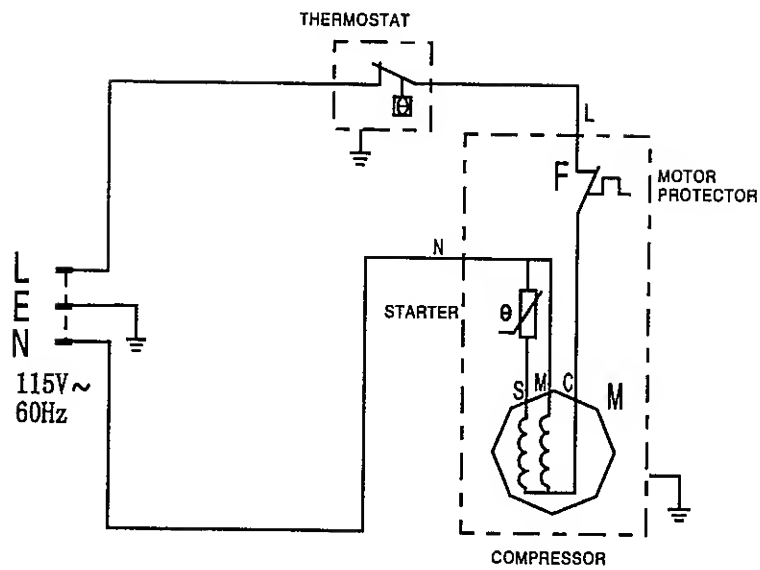 THERMOSTAT
θ
L
F
MOTOR
PROTECTOR
N
L
E
N
115V~
60Hz
STARTER
θ
S M C
M
COMPRESSOR